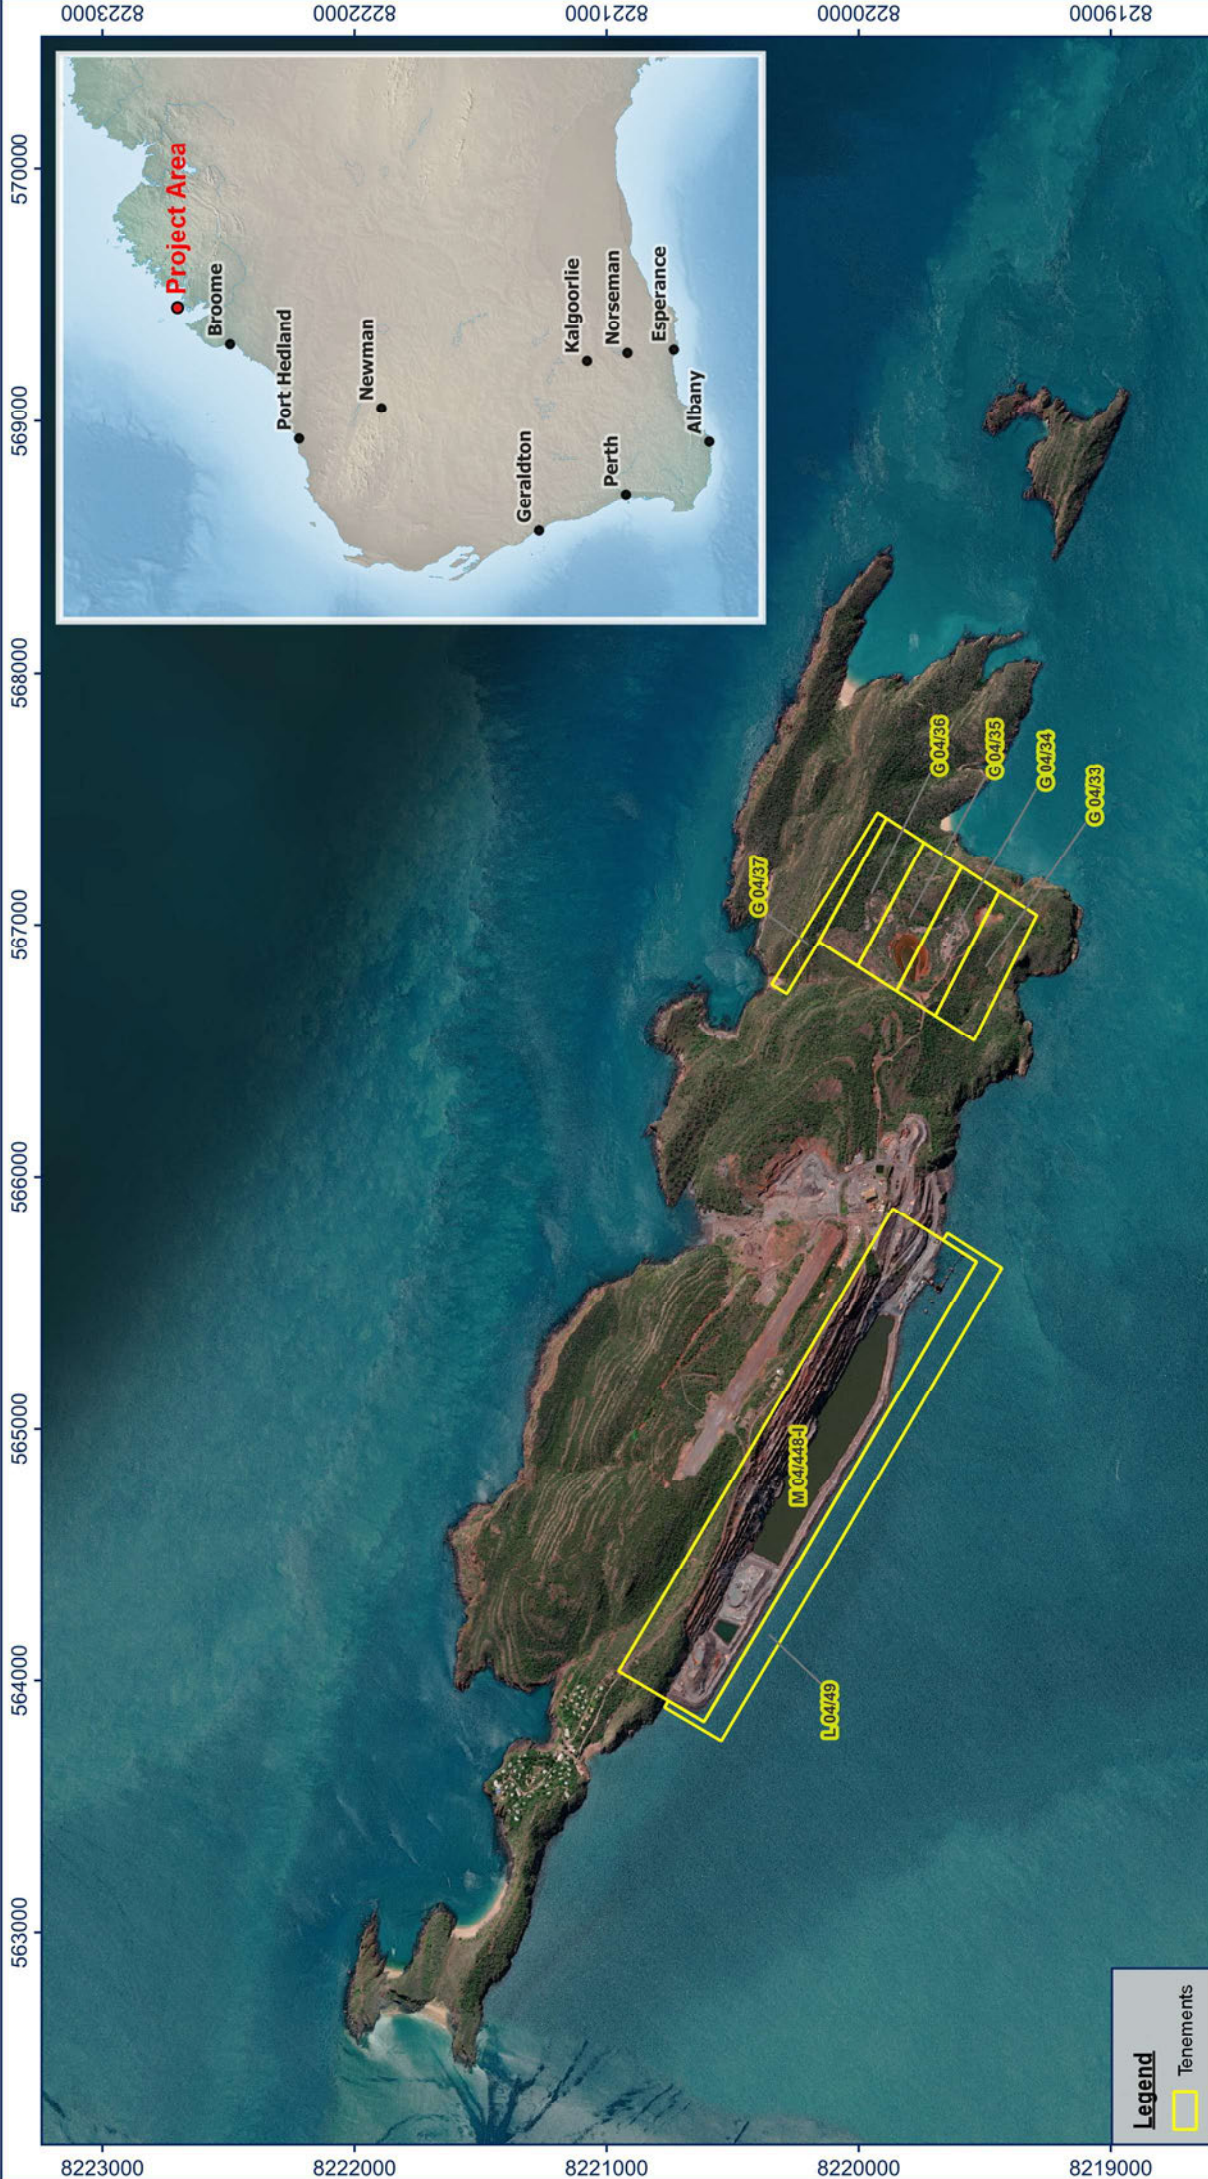 563000
564000
565000
566000
567000
568000
569000
570000
8223000
8223000
8222000
8222000
8221000
8221000
8220000
8220000
8219000
8219000
Project Area
Broome
Port Hedland
Newman
Geraldton
Kalgoorlie
Perth
Norseman
Esperance
Albany
G 04/37
G 04/36
G 04/35
G 04/34
G 04/33
M 04/448-I
L 04/49
Legend
Tenements